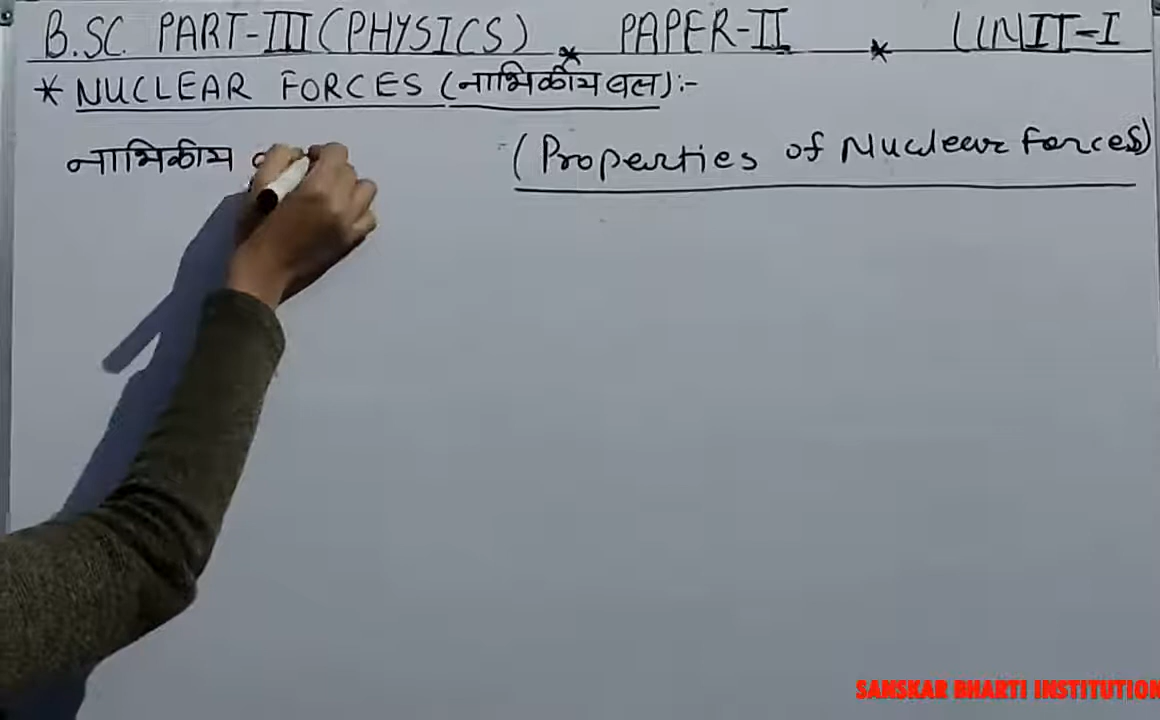 B.SC. PART-III (PHYSICS) * PAPER-II * UNIT-I
* NUCLEAR FORCES (नाभिकीय बल):-
नाभिकीय (Properties of Nuclear forces)
SANSKAR BHARTI INSTITUTION